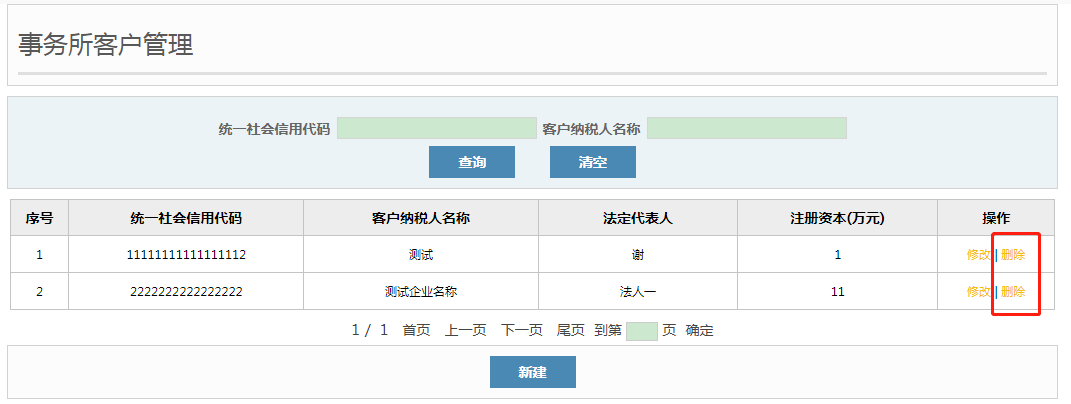 事务所客户管理
统一社会信用代码 客户纳税人名称
查询 清空
序号 统一社会信用代码 客户纳税人名称 法定代表人 注册资本(万元) 操作
1 11111111111111112 测试 谢 1 修改 | 删除
2 2222222222222222 测试企业名称 法人一 11 修改 | 删除
1 / 1 首页 上一页 下一页 尾页 到第 页 确定
新建